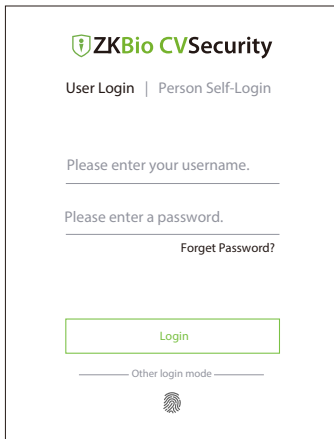 ZKBio CVSecurity
User Login | Person Self-Login
Please enter your username.
Please enter a password.
Forget Password?
Login
Other login mode